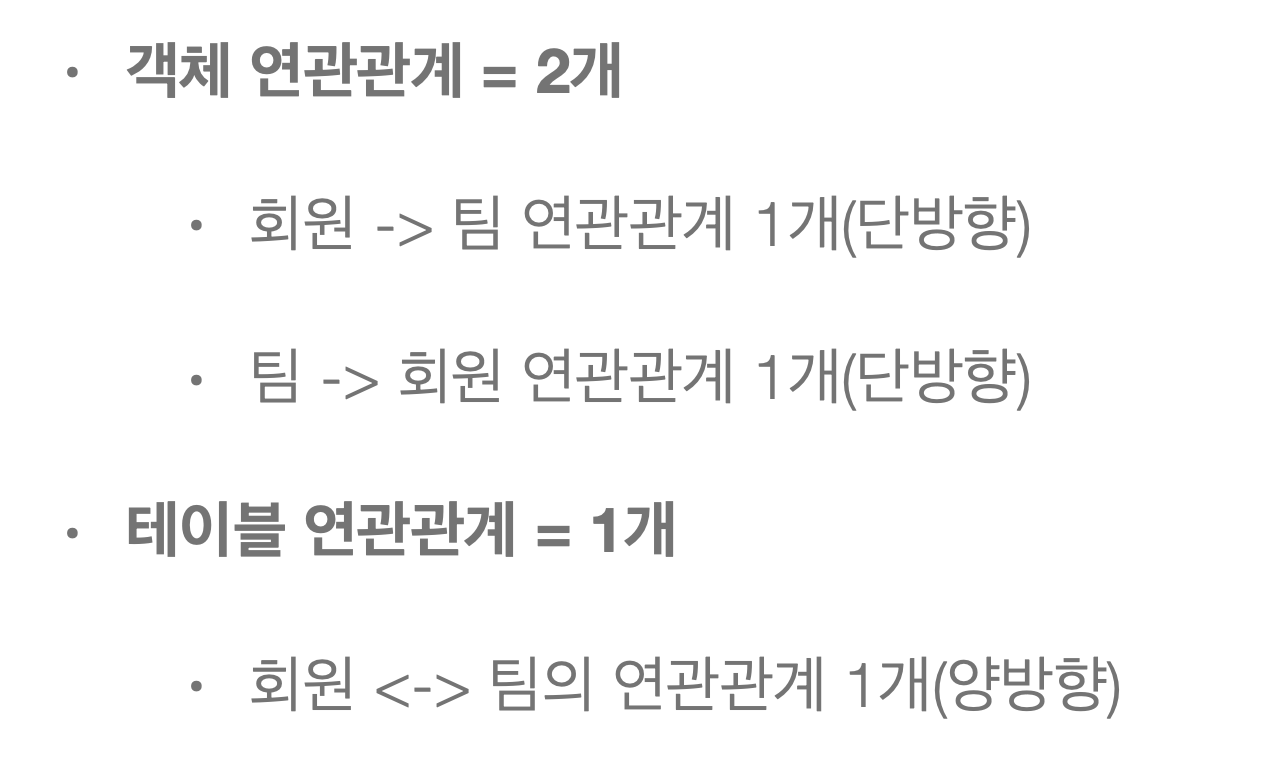 • 객체 연관관계 = 2개
• 회원 -> 팀 연관관계 1개(단방향)
• 팀 -> 회원 연관관계 1개(단방향)
• 테이블 연관관계 = 1개
• 회원 <-> 팀의 연관관계 1개(양방향)